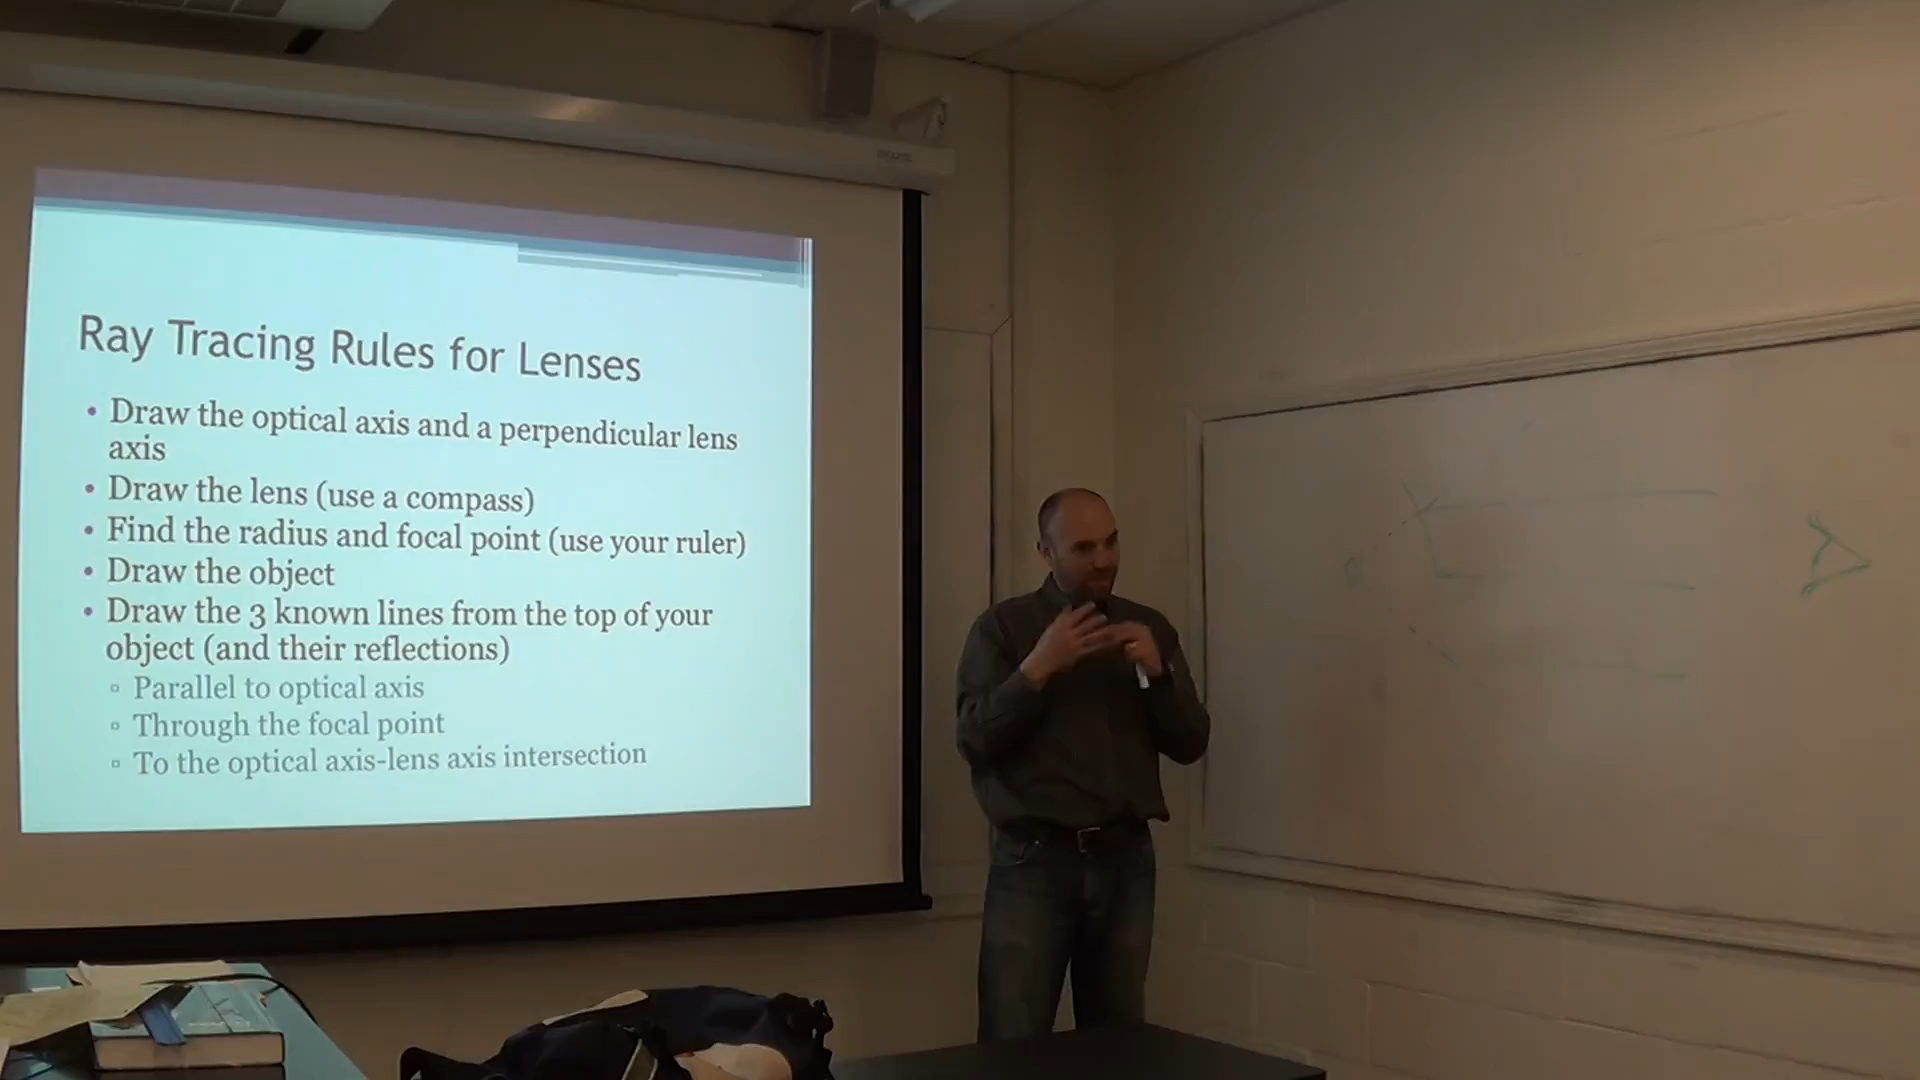 Ray Tracing Rules for Lenses
• Draw the optical axis and a perpendicular lens
axis
• Draw the lens (use a compass)
• Find the radius and focal point (use your ruler)
• Draw the object
• Draw the 3 known lines from the top of your
object (and their reflections)
▫ Parallel to optical axis
▫ Through the focal point
▫ To the optical axis-lens axis intersection